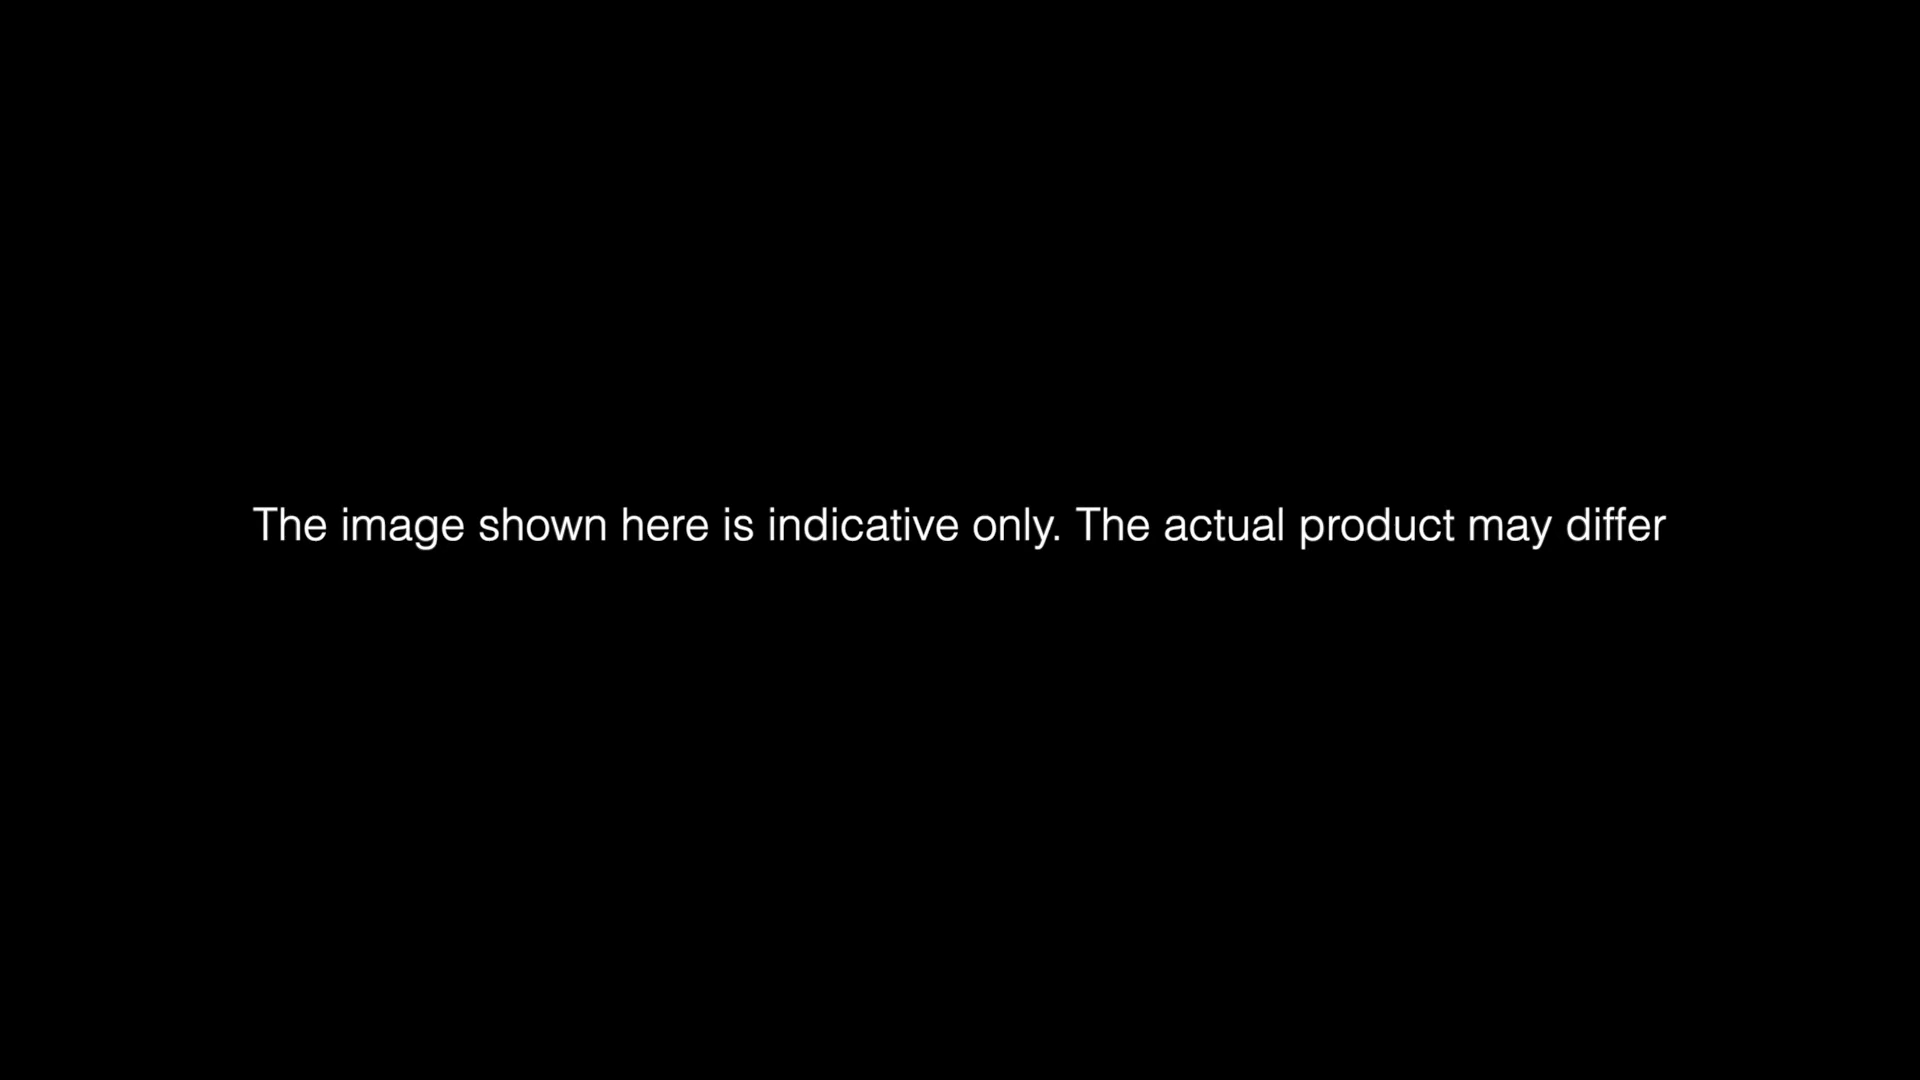 The image shown here is indicative only. The actual product may differ